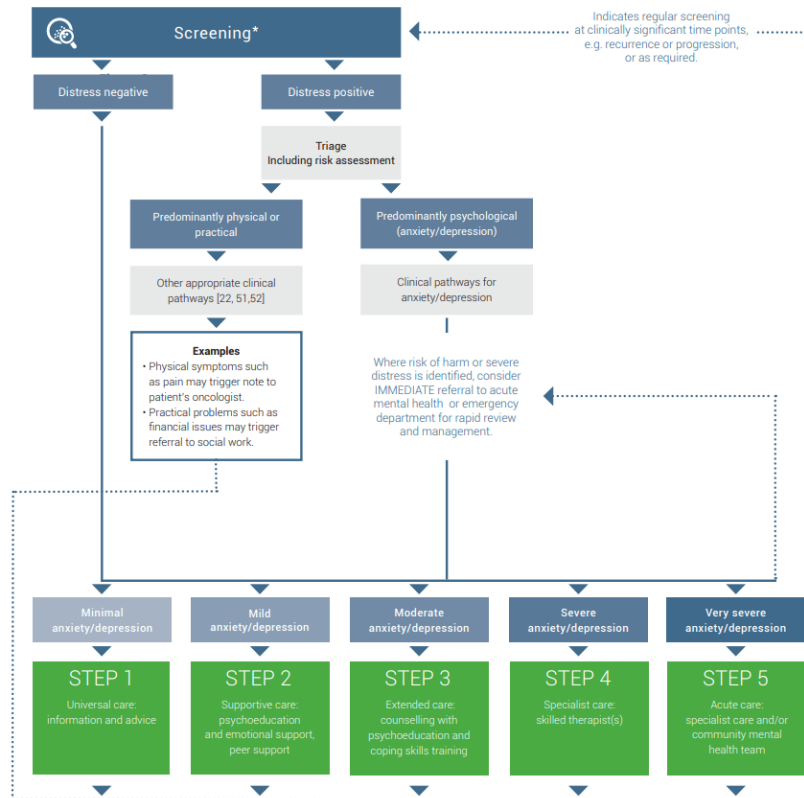 Screening*
Indicates regular screening
at clinically significant time points,
e.g. recurrence or progression,
or as required.
Distress negative
Distress positive
Triage
Including risk assessment
Predominantly physical or
practical
Predominantly psychological
(anxiety/depression)
Other appropriate clinical
pathways [22, 51,52]
Clinical pathways for
anxiety/depression
Examples
• Physical symptoms such
as pain may trigger note to
patient's oncologist.
• Practical problems such as
financial issues may trigger
referral to social work.
Where risk of harm or severe
distress is identified, consider
IMMEDIATE referral to acute
mental health or emergency
department for rapid review
and management.
Minimal
anxiety/depression
Mild
anxiety/depression
Moderate
anxiety/depression
Severe
anxiety/depression
Very severe
anxiety/depression
STEP 1
Universal care:
information and advice
STEP 2
Supportive care:
psychoeducation
and emotional support,
peer support
STEP 3
Extended care:
counselling with
psychoeducation and
coping skills training
STEP 4
Specialist care:
skilled therapist(s)
STEP 5
Acute care:
specialist care and/or
community mental
health team